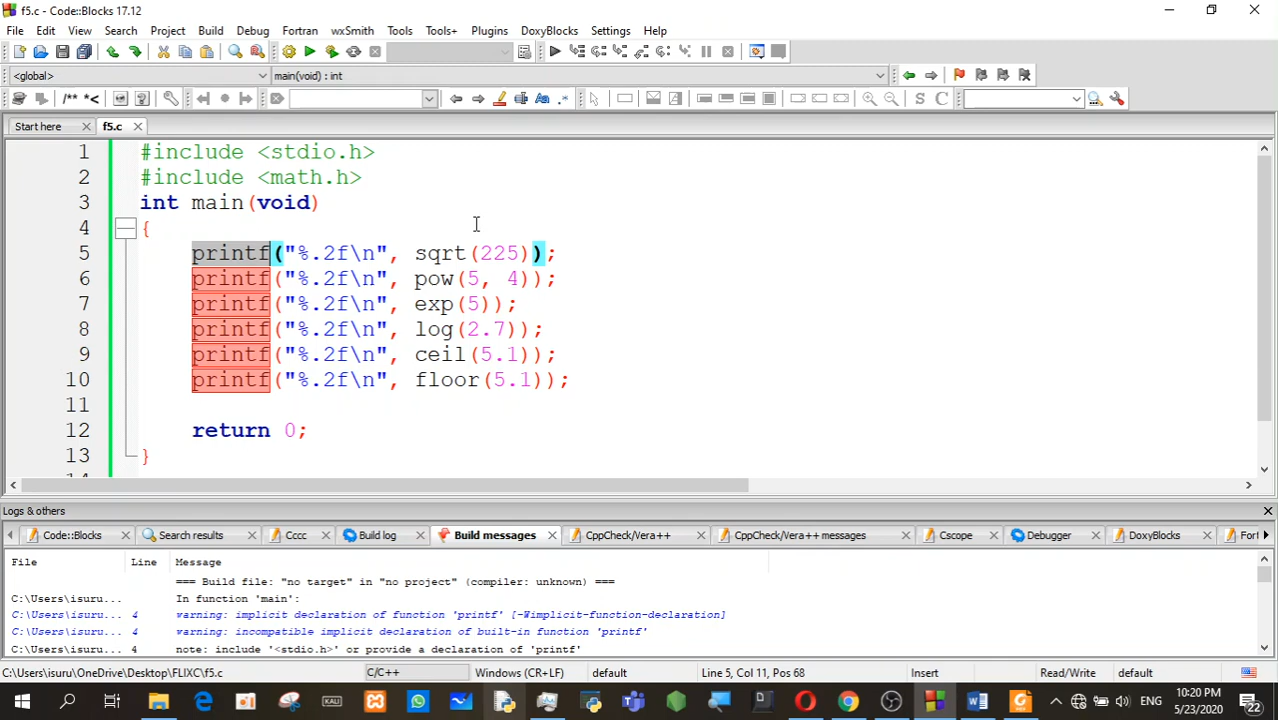 f5.c - Code::Blocks 17.12
File Edit View Search Project Build Debug Fortran wxSmith Tools Tools+ Plugins DoxyBlocks Settings Help
<global> main(void) : int
/** *< Aa .* S C
Start here f5.c
1 #include <stdio.h>
2 #include <math.h>
3 int main(void)
4 {
5 printf("%.2f\n", sqrt(225));
6 printf("%.2f\n", pow(5, 4));
7 printf("%.2f\n", exp(5));
8 printf("%.2f\n", log(2.7));
9 printf("%.2f\n", ceil(5.1));
10 printf("%.2f\n", floor(5.1));
11
12 return 0;
13 }
Logs & others
Code::Blocks Search results Cccc Build log Build messages CppCheck/Vera++ CppCheck/Vera++ messages Cscope Debugger DoxyBlocks Fort
File Line Message
=== Build file: "no target" in "no project" (compiler: unknown) ===
C:\Users\isuru... In function 'main':
C:\Users\isuru... 4 warning: implicit declaration of function 'printf' [-Wimplicit-function-declaration]
C:\Users\isuru... 4 warning: incompatible implicit declaration of built-in function 'printf'
C:\Users\isuru... 4 note: include '<stdio.h>' or provide a declaration of 'printf'
C:\Users\isuru\OneDrive\Desktop\FLIXC\f5.c C/C++ Windows (CR+LF) default Line 5, Col 11, Pos 68 Insert Read/Write default
KALI ENG 10:20 PM
5/23/2020 22